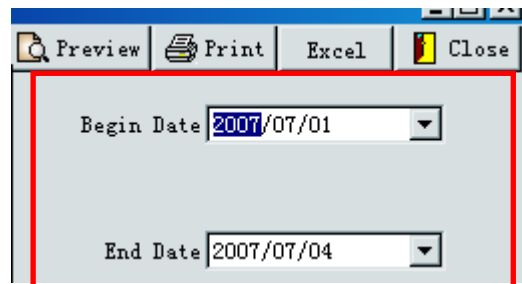 Preview Print Excel Close
Begin Date 2007/07/01
End Date 2007/07/04